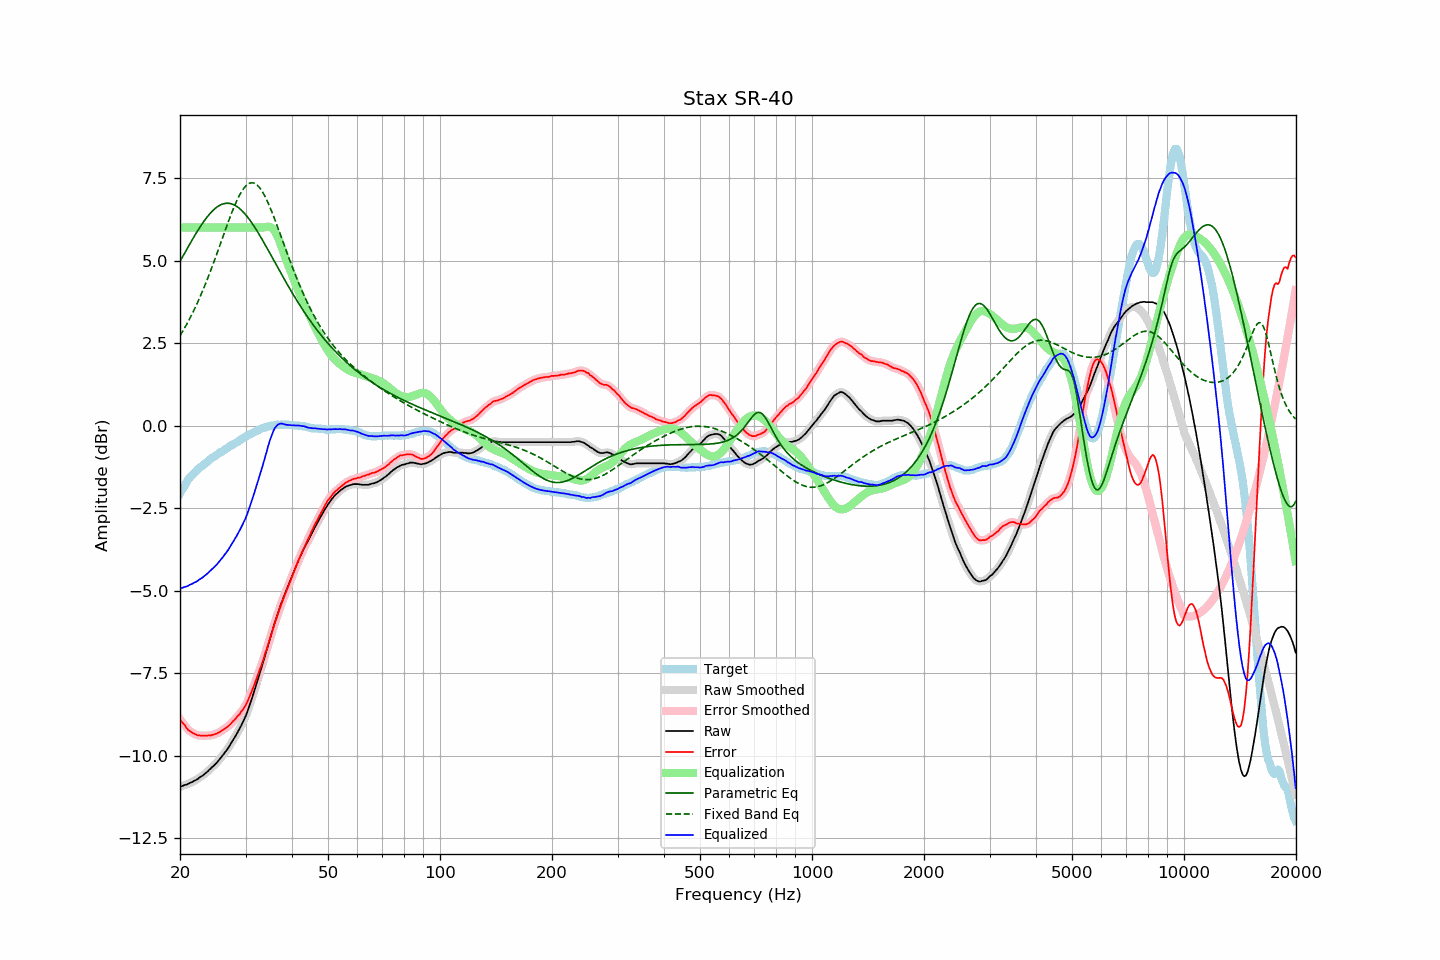 Stax SR-40
Amplitude (dBr)
7.5
5.0
2.5
0.0
−2.5
−5.0
−7.5
−10.0
−12.5
Target
Raw Smoothed
Error Smoothed
Raw
Error
Equalization
Parametric Eq
Fixed Band Eq
Equalized
20 50 100 200 500 1000 2000 5000 10000 20000
Frequency (Hz)